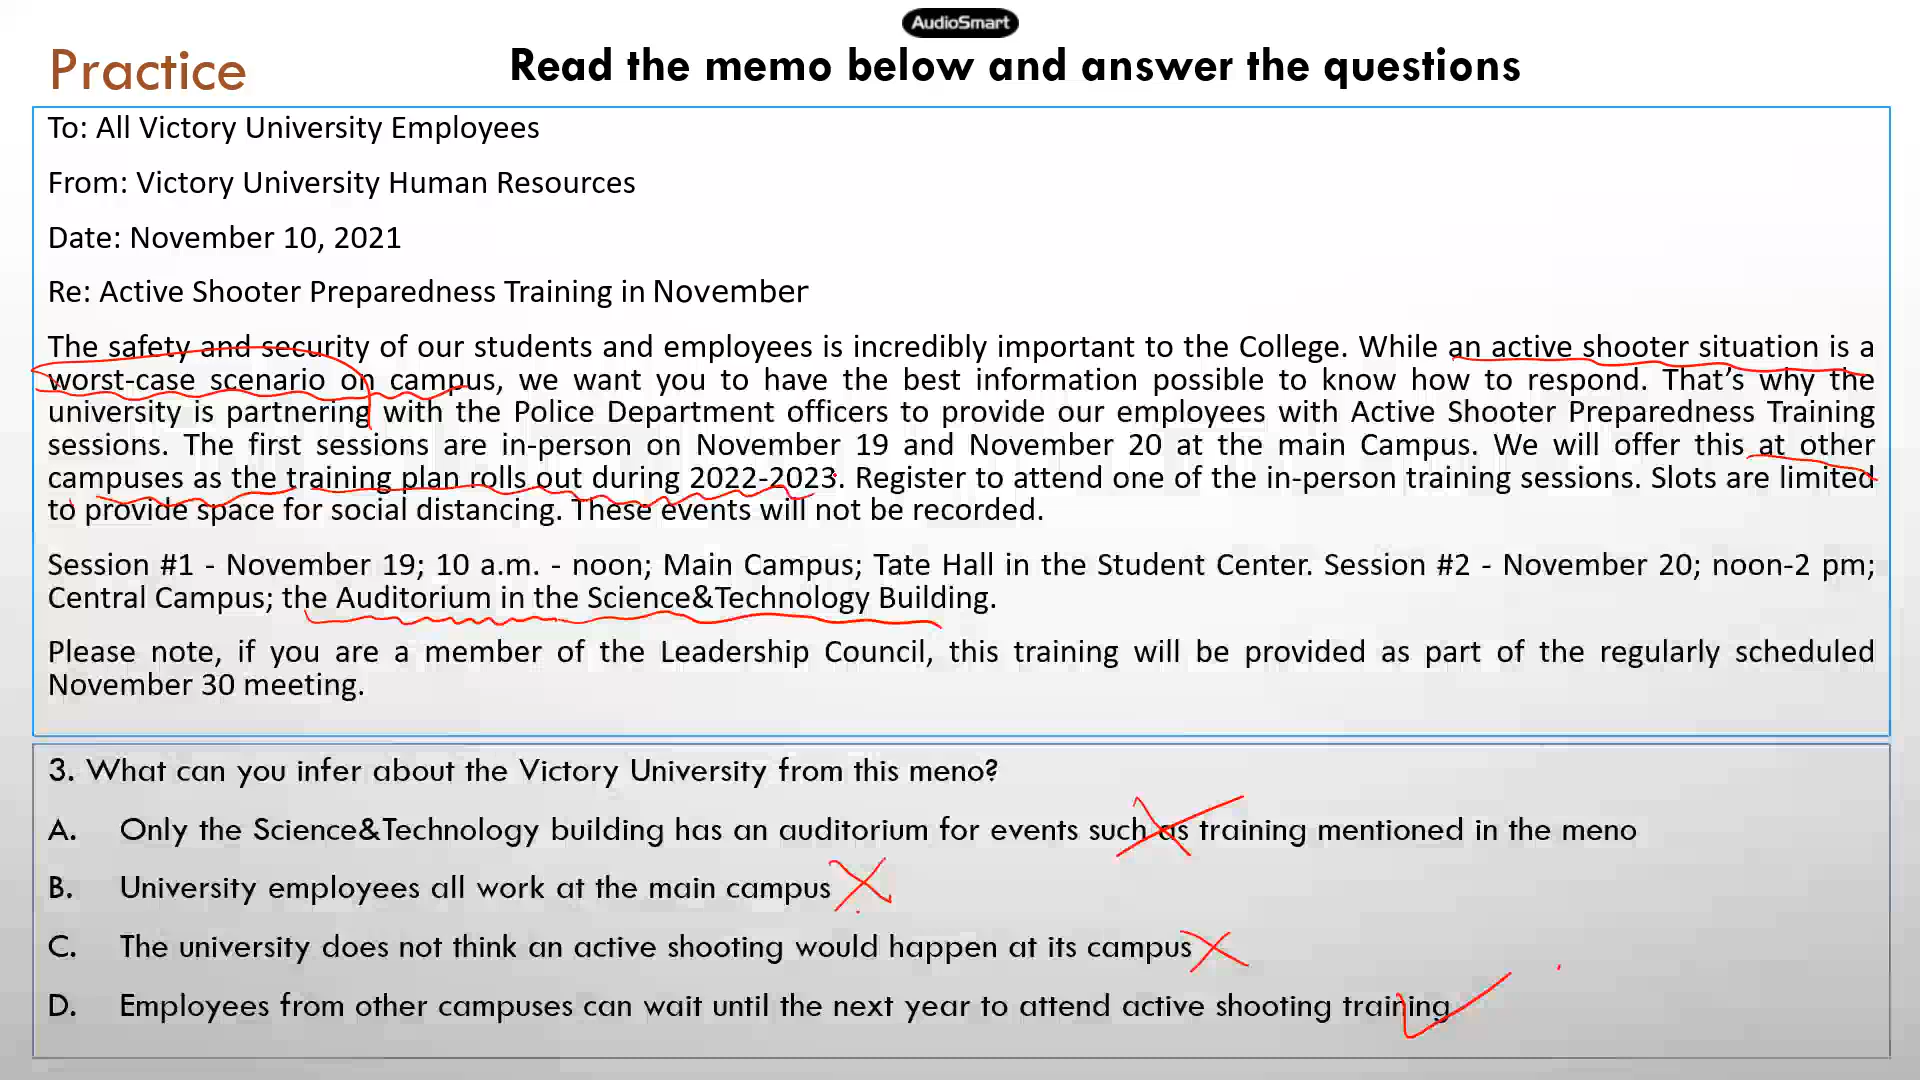 AudioSmart
Practice
Read the memo below and answer the questions
To: All Victory University Employees
From: Victory University Human Resources
Date: November 10, 2021
Re: Active Shooter Preparedness Training in November
The safety and security of our students and employees is incredibly important to the College. While an active shooter situation is a
worst-case scenario on campus, we want you to have the best information possible to know how to respond. That’s why the
university is partnering with the Police Department officers to provide our employees with Active Shooter Preparedness Training
sessions. The first sessions are in-person on November 19 and November 20 at the main Campus. We will offer this at other
campuses as the training plan rolls out during 2022-2023. Register to attend one of the in-person training sessions. Slots are limited
to provide space for social distancing. These events will not be recorded.
Session #1 - November 19; 10 a.m. - noon; Main Campus; Tate Hall in the Student Center. Session #2 - November 20; noon-2 pm;
Central Campus; the Auditorium in the Science&Technology Building.
Please note, if you are a member of the Leadership Council, this training will be provided as part of the regularly scheduled
November 30 meeting.
3. What can you infer about the Victory University from this meno?
A. Only the Science&Technology building has an auditorium for events such as training mentioned in the meno
B. University employees all work at the main campus
C. The university does not think an active shooting would happen at its campus
D. Employees from other campuses can wait until the next year to attend active shooting training